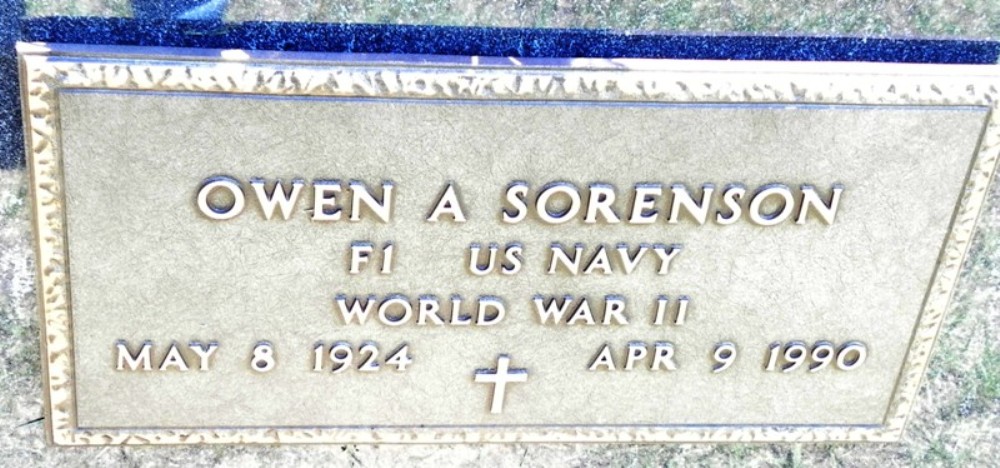 OWEN A SORENSON
F1 US NAVY
WORLD WAR II
MAY 8 1924 APR 9 1990